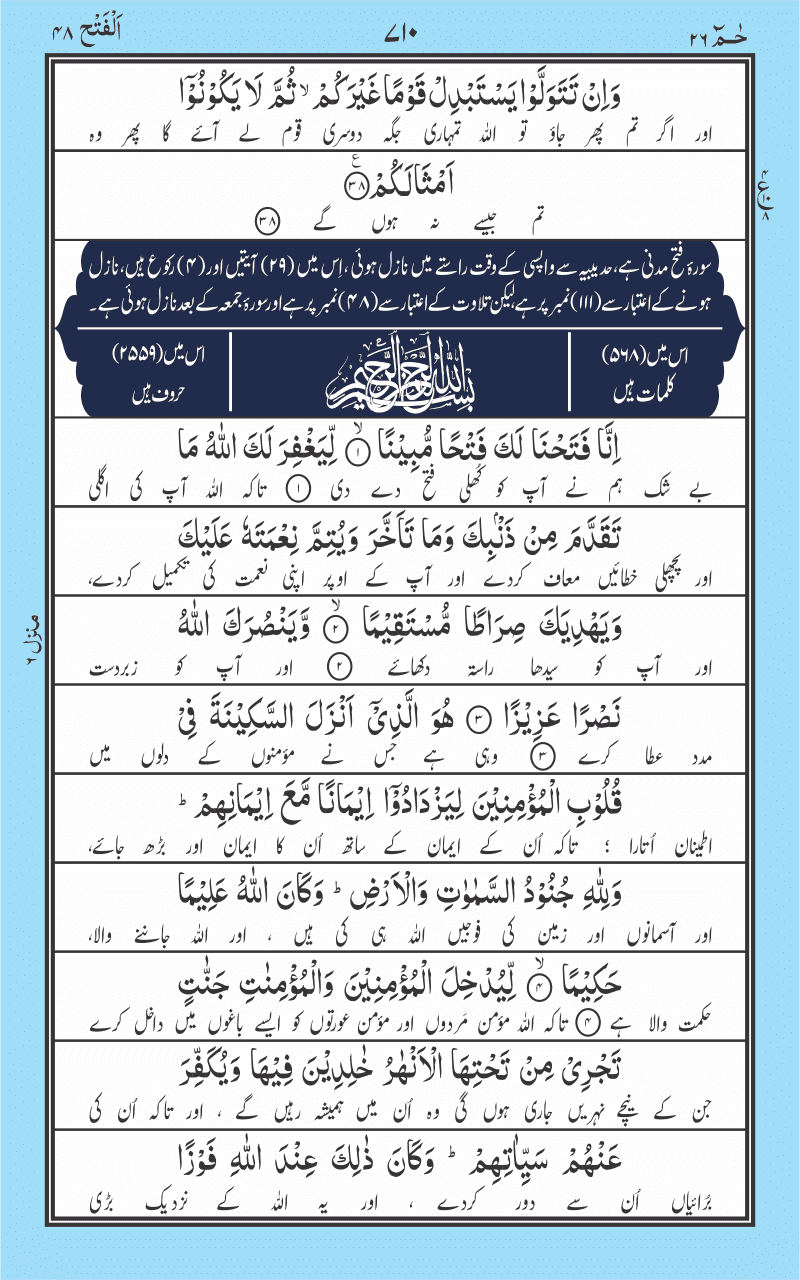 حٰمٓ ۲۶
۷۱۰
اَلْفَتْح ۴۸
وَاِنْ تَتَوَلَّوْا يَسْتَبْدِلْ قَوْمًا غَيْرَكُمْ ۙ ثُمَّ لَا يَكُوْنُوْٓا
اور اگر تم پھر جاؤ تو اللہ تمہاری جگہ دوسری قوم لے آئے گا پھر وہ
اَمْثَالَكُمْ ۳۸ ع
تم جیسے نہ ہوں گے ۳۸
سورۂ فتح مدنی ہے، حدیبیہ سے واپسی کے وقت راستے میں نازل ہوئی، اِس میں (۲۹) آیتیں اور (۴) رکوع ہیں، نازل
ہونے کے اعتبار سے (۱۱۱) نمبر پر ہے لیکن تلاوت کے اعتبار سے (۴۸) نمبر پر ہے اور سورۂ جمعہ کے بعد نازل ہوئی ہے۔
اس میں (۵۶۸) کلمات ہیں
بِسْمِ اللّٰهِ الرَّحْمٰنِ الرَّحِيْمِ
اس میں (۲۵۵۹) حروف ہیں
اِنَّا فَتَحْنَا لَكَ فَتْحًا مُّبِيْنًا ۙ ۱ لِّيَغْفِرَ لَكَ اللّٰهُ مَا
بے شک ہم نے آپ کو کُھلی فتح دے دی ۱ تاکہ اللہ آپ کی اگلی
تَقَدَّمَ مِنْ ذَنْۢبِكَ وَمَا تَاَخَّرَ وَيُتِمَّ نِعْمَتَهٗ عَلَيْكَ
اور پچھلی خطائیں معاف کردے اور آپ کے اوپر اپنی نعمت کی تکمیل کردے،
وَيَهْدِيَكَ صِرَاطًا مُّسْتَقِيْمًا ۙ ۲ وَّيَنْصُرَكَ اللّٰهُ
اور آپ کو سیدھا راستہ دکھائے ۲ اور آپ کو زبردست
نَصْرًا عَزِيْزًا ۳ هُوَ الَّذِيْٓ اَنْزَلَ السَّكِيْنَةَ فِيْ
مدد عطا کرے ۳ وہی ہے جس نے مؤمنوں کے دلوں میں
قُلُوْبِ الْمُؤْمِنِيْنَ لِيَزْدَادُوْٓا اِيْمَانًا مَّعَ اِيْمَانِهِمْ ؕ
اطمینان اُتارا ؛ تاکہ اُن کے ایمان کے ساتھ اُن کا ایمان اور بڑھ جائے،
وَلِلّٰهِ جُنُوْدُ السَّمٰوٰتِ وَالْاَرْضِ ؕ وَكَانَ اللّٰهُ عَلِيْمًا
اور آسمانوں اور زمین کی فوجیں اللہ ہی کی ہیں ، اور اللہ جاننے والا،
حَكِيْمًا ۙ ۴ لِّيُدْخِلَ الْمُؤْمِنِيْنَ وَالْمُؤْمِنٰتِ جَنّٰتٍ
حکمت والا ہے ۴ تاکہ اللہ مؤمن مَردوں اور مؤمن عورتوں کو ایسے باغوں میں داخل کرے
تَجْرِيْ مِنْ تَحْتِهَا الْاَنْهٰرُ خٰلِدِيْنَ فِيْهَا وَيُكَفِّرَ
جن کے نیچے نہریں جاری ہوں گی وہ اُن میں ہمیشہ رہیں گے ، اور تاکہ اُن کی
عَنْهُمْ سَيِّاٰتِهِمْ ؕ وَكَانَ ذٰلِكَ عِنْدَ اللّٰهِ فَوْزًا
بُرائیاں اُن سے دور کردے ، اور یہ اللہ کے نزدیک بڑی
منزل ۶